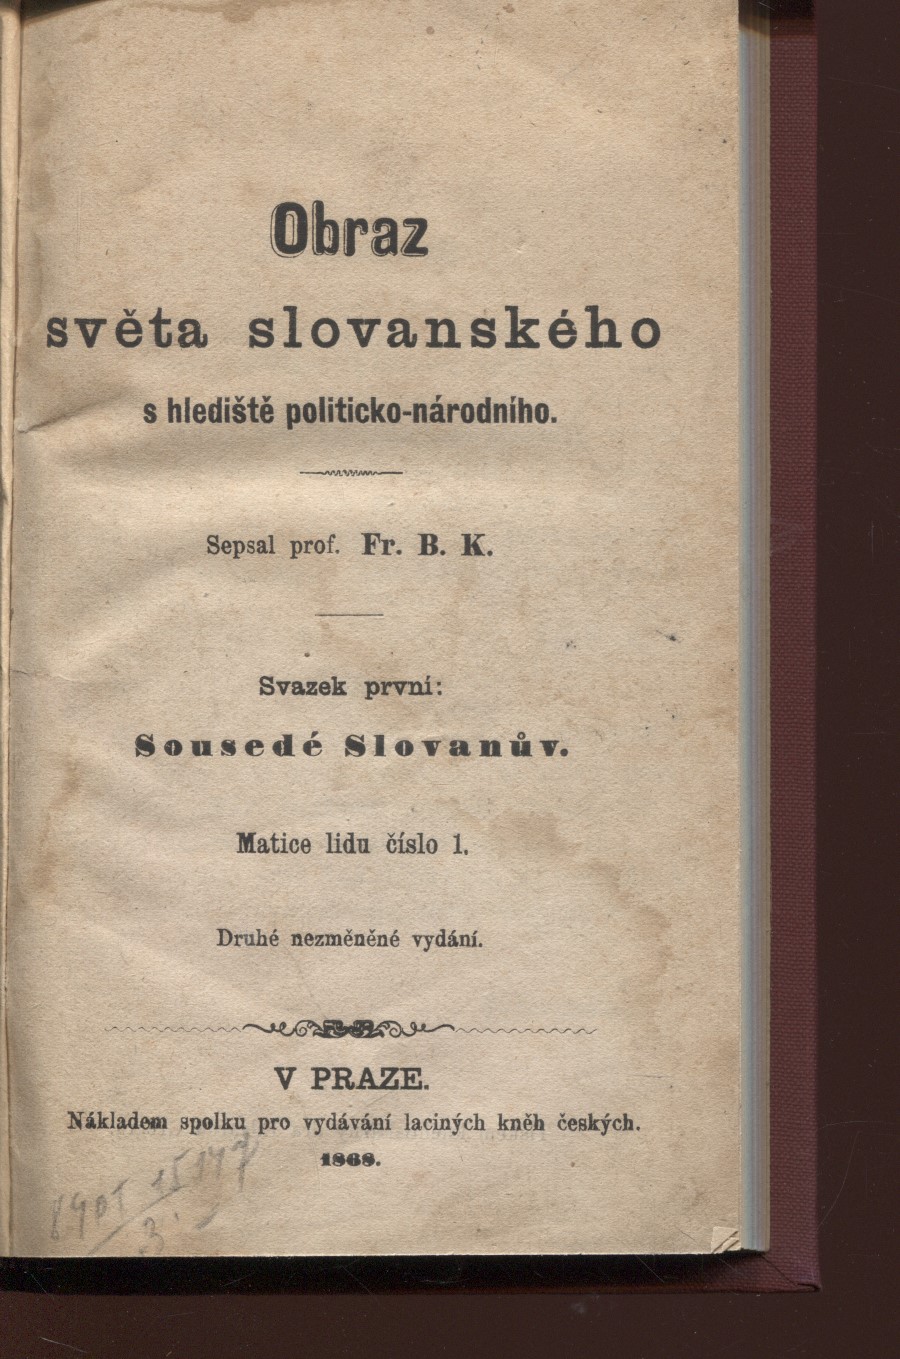 Obraz
světa slovanského
s hlediště politicko-národního.
Sepsal prof. Fr. B. K.
Svazek první:
Sousedé Slovanův.
Matice lidu číslo 1.
Druhé nezměněné vydání.
V PRAZE.
Nákladem spolku pro vydávání laciných kněh českých.
1868.